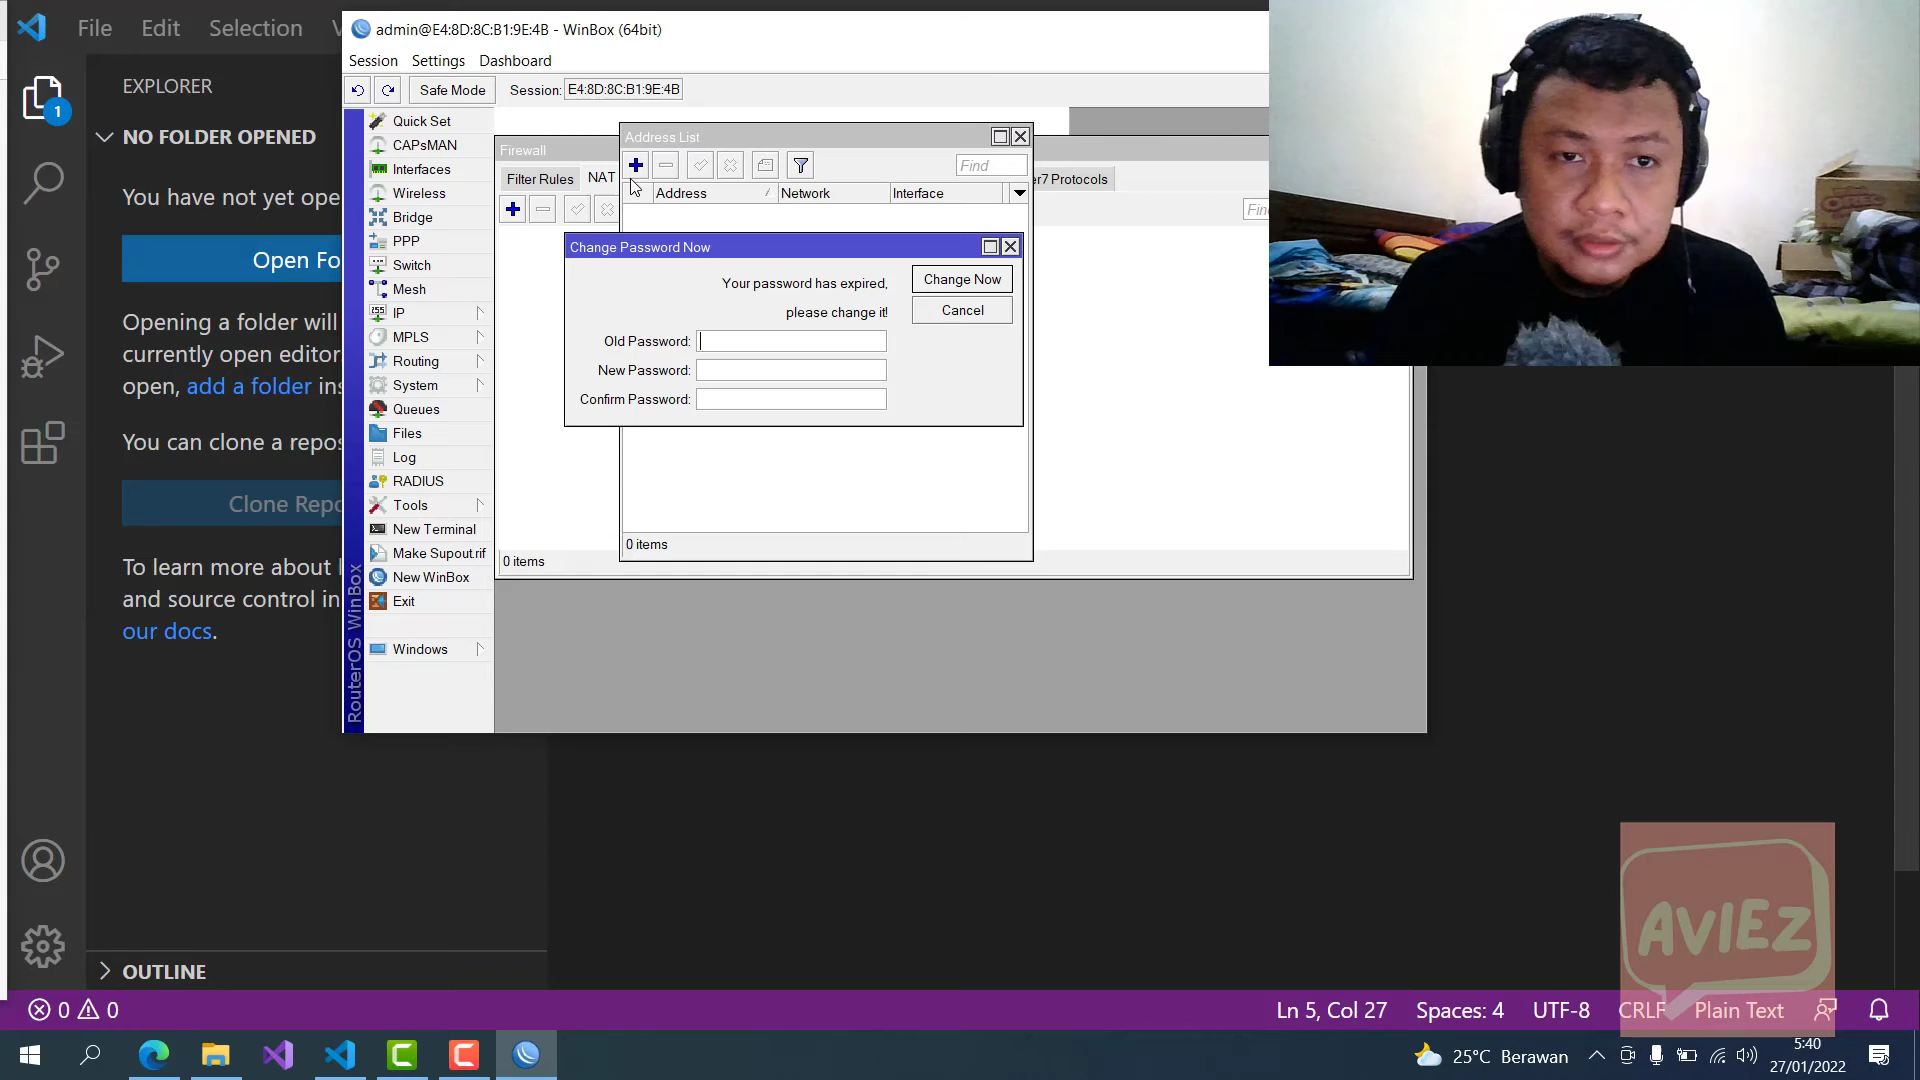 File Edit Selection
EXPLORER
NO FOLDER OPENED
You have not yet ope
Open Fo
Opening a folder will
currently open editor
open, add a folder ins
You can clone a repos
Clone Repo
To learn more about
and source control in
our docs.
OUTLINE
1
admin@E4:8D:8C:B1:9E:4B - WinBox (64bit)
Session Settings Dashboard
Safe Mode Session: E4:8D:8C:B1:9E:4B
RouterOS WinBox
Quick Set
CAPsMAN
Interfaces
Wireless
Bridge
PPP
Switch
Mesh
IP
MPLS
Routing
System
Queues
Files
Log
RADIUS
Tools
New Terminal
Make Supout.rif
New WinBox
Exit
Windows
Firewall
Filter Rules NAT er7 Protocols
Fin
0 items
Address List
Find
Address Network Interface
0 items
Change Password Now
Your password has expired,
please change it!
Change Now
Cancel
Old Password:
New Password:
Confirm Password:
AviEz
0 0 Ln 5, Col 27 Spaces: 4 UTF-8 CRLF Plain Text
25°C Berawan
5:40
27/01/2022